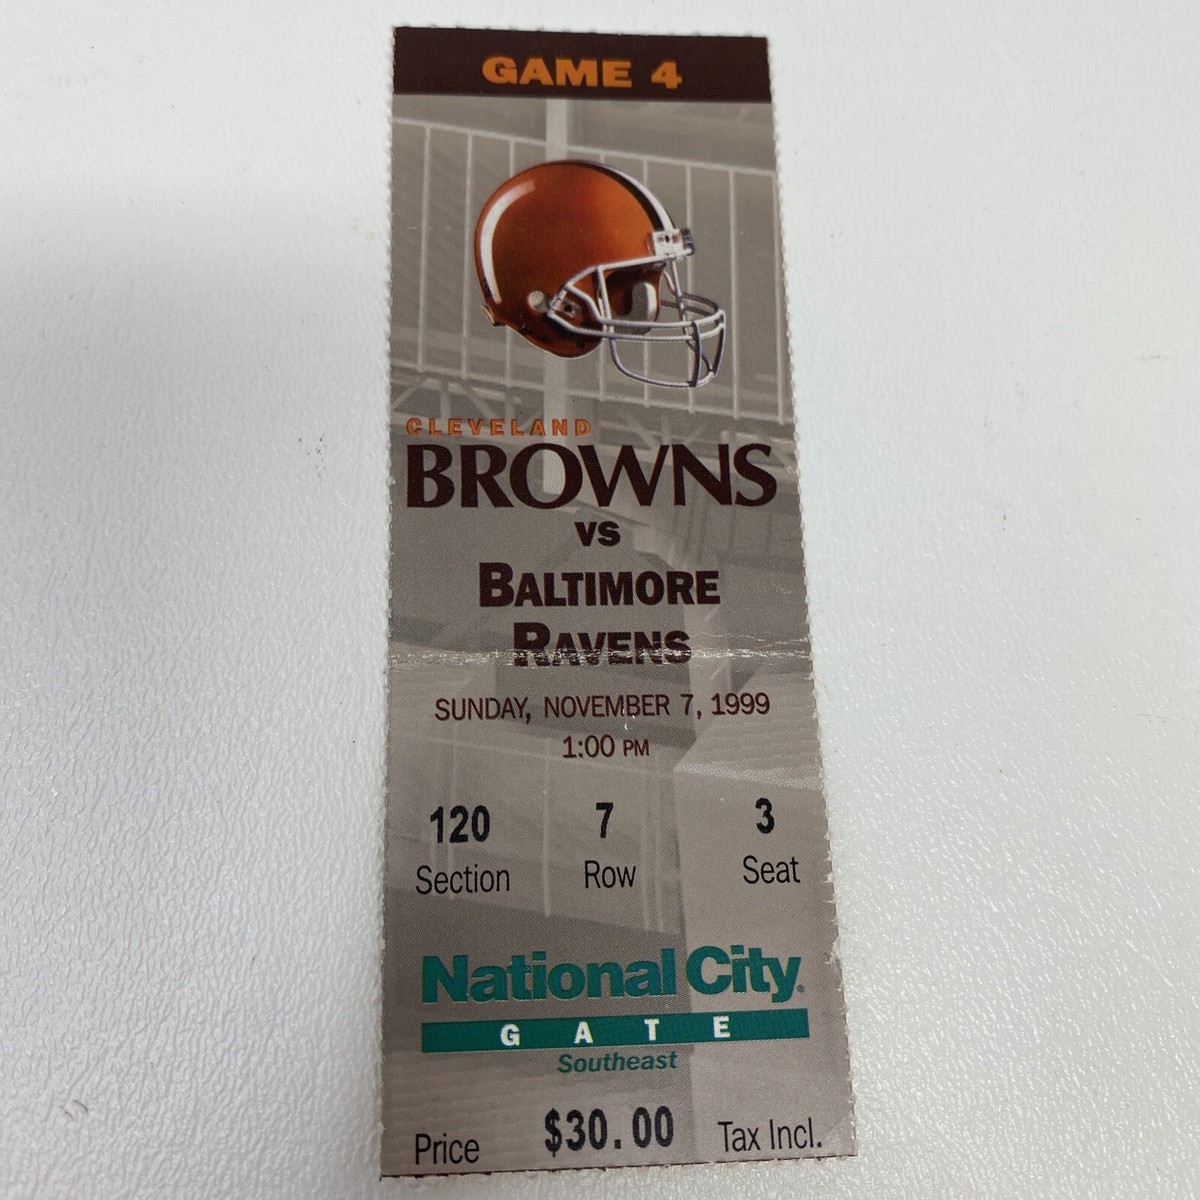 GAME 4
CLEVELAND
BROWNS
VS
BALTIMORE
RAVENS
SUNDAY, NOVEMBER 7, 1999
1:00 PM
120 7 3
Section Row Seat
National City.
GATE
Southeast
Price $30.00 Tax Incl.